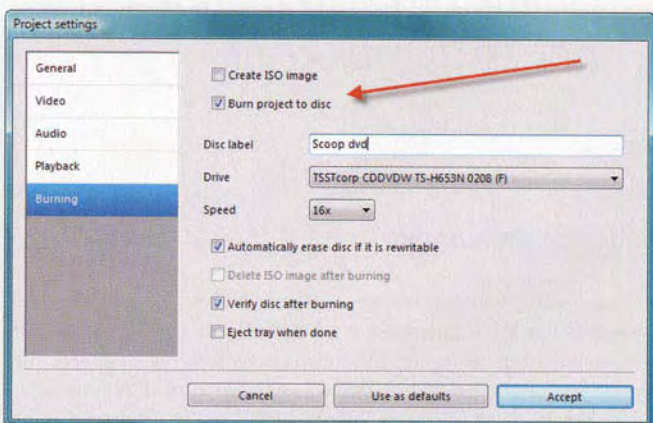 Project settings
General
Video
Audio
Playback
Burning
Create ISO image
Burn project to disc
Disc label
Scoop dvd
Drive
TSSTcorp CDDVDW TS-H653N 0208 (F)
Speed
16x
Automatically erase disc if it is rewritable
Delete ISO image after burning
Verify disc after burning
Eject tray when done
Cancel
Use as defaults
Accept